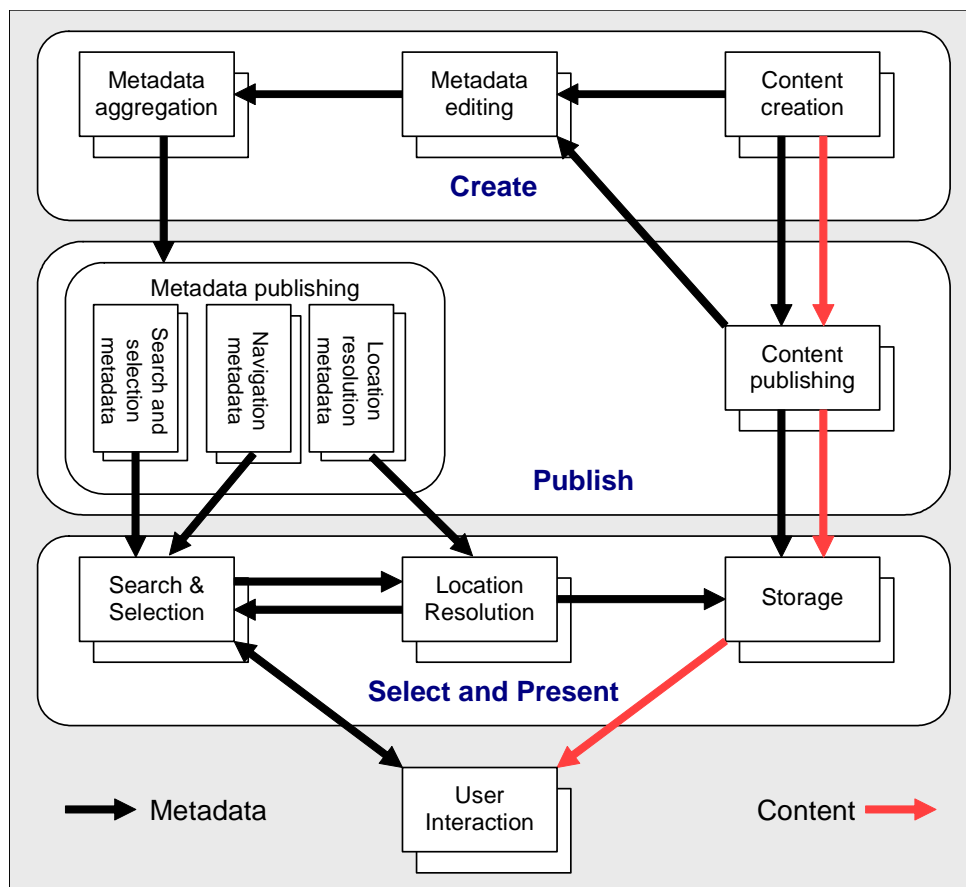 Metadata
aggregation
Metadata
editing
Content
creation
Create
Metadata publishing
Search and
selection
metadata
Navigation
metadata
Location
resolution
metadata
Content
publishing
Publish
Search &
Selection
Location
Resolution
Storage
Select and Present
User
Interaction
Metadata
Content